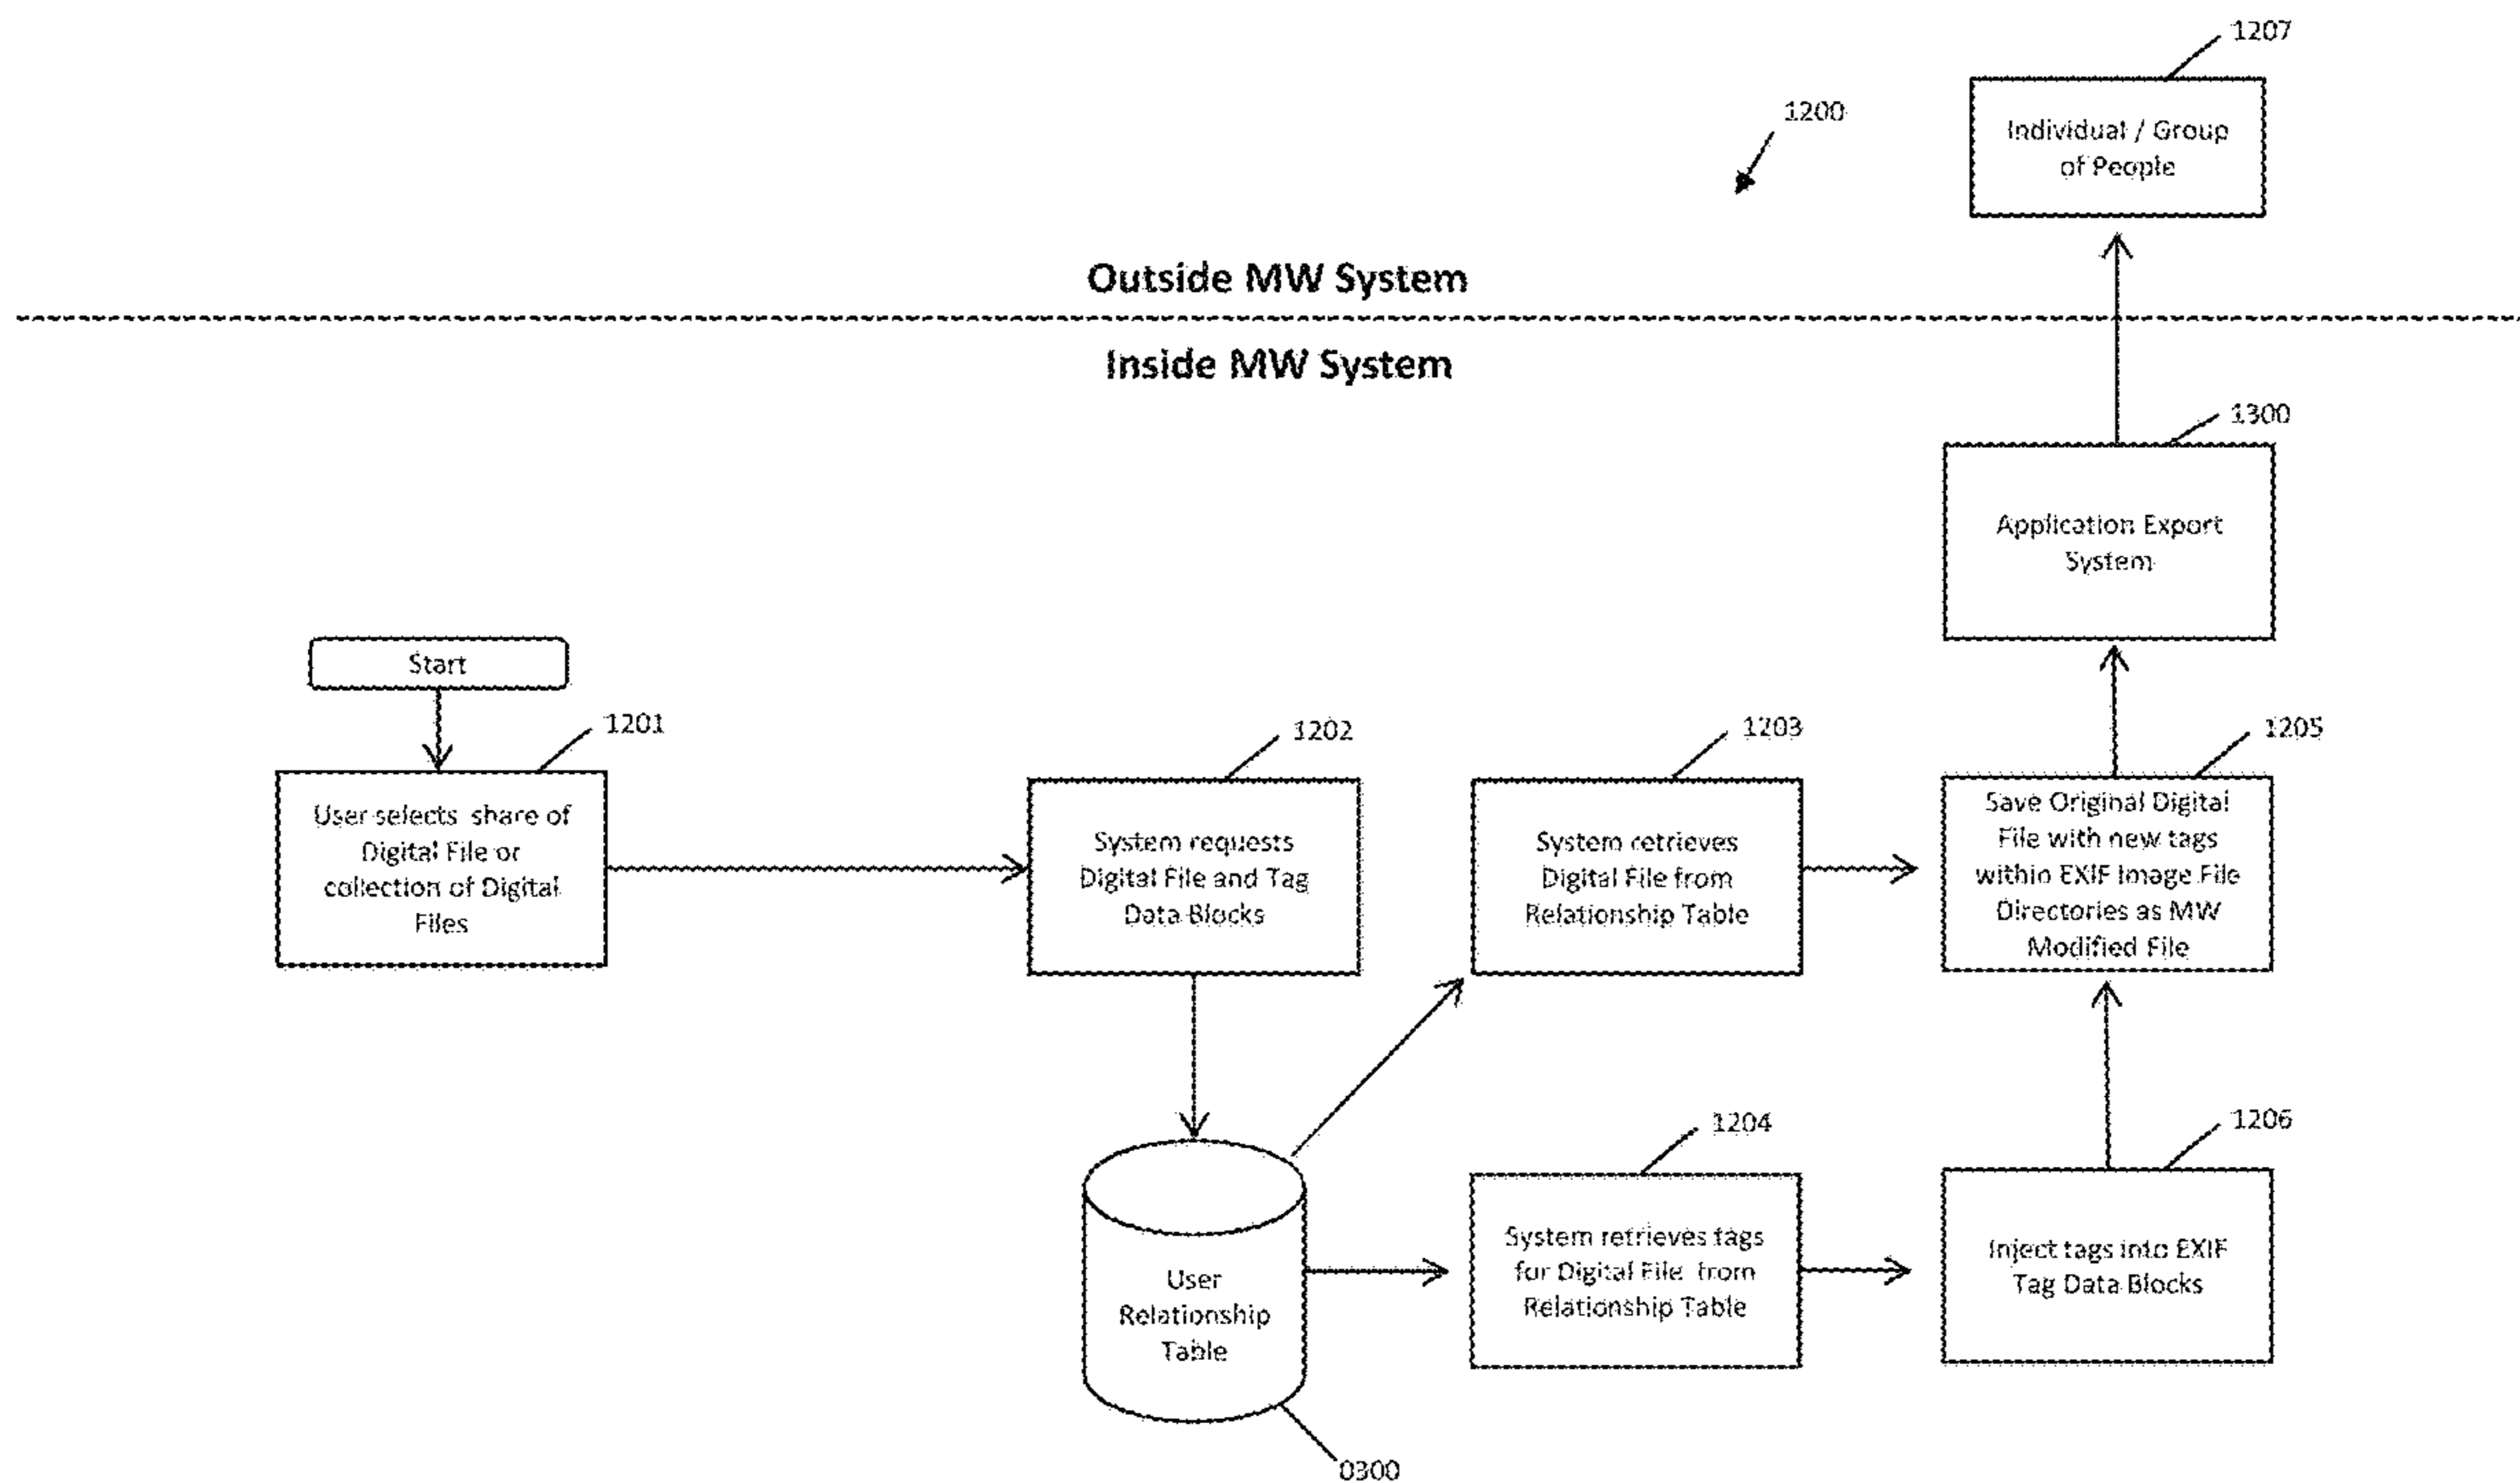 1207
1200
Individual / Group
of People
Outside MW System
Inside MW System
1300
Application Export
System
Start
1201
User selects share of
Digital File or
collection of Digital
Files
1202
System requests
Digital File and Tag
Data Blocks
1203
System retrieves
Digital File from
Relationship Table
1205
Save Original Digital
File with new tags
within EXIF Image File
Directories as MW
Modified File
User
Relationship
Table
0300
1204
System retrieves tags
for Digital File from
Relationship Table
1206
Inject tags into EXIF
Tag Data Blocks